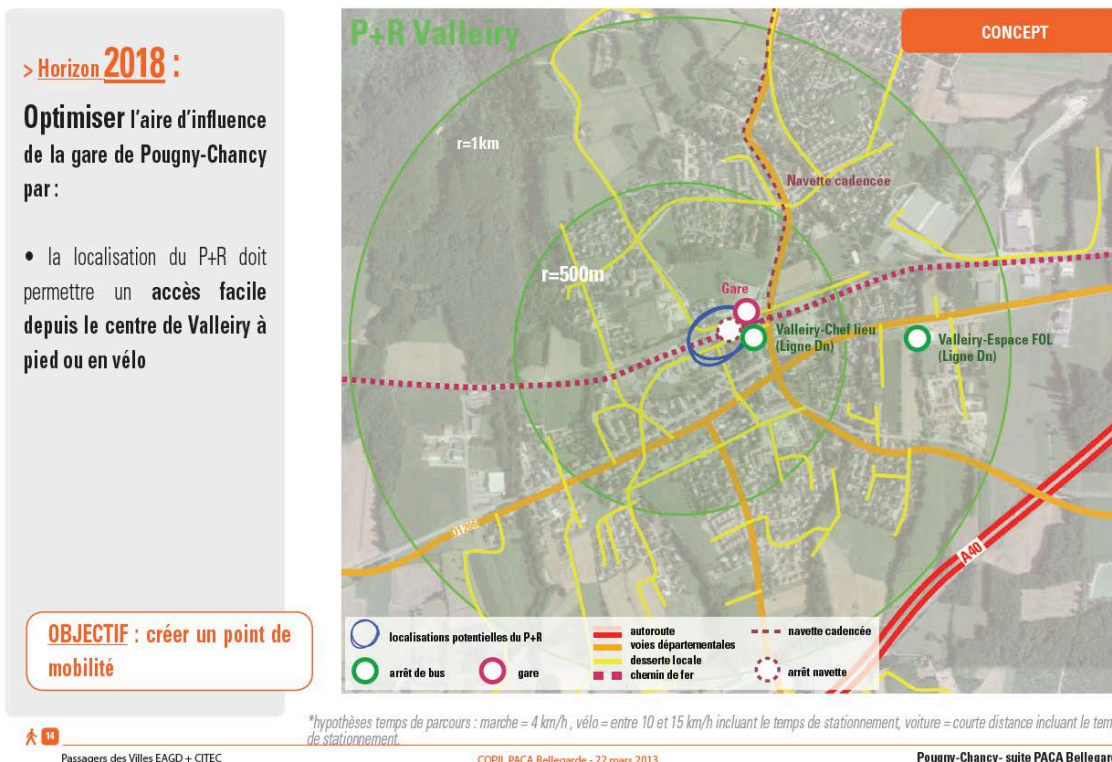 > Horizon 2018 :
Optimiser l'aire d'influence
de la gare de Pougny-Chancy
par :
• la localisation du P+R doit
permettre un accès facile
depuis le centre de Valleiry à
pied ou en vélo
OBJECTIF : créer un point de
mobilité
P+R Valleiry
CONCEPT
r=1km
Navette cadencée
r=500m
Gare
Valleiry-Chef lieu
(Ligne Dn)
Valleiry-Espace FOL
(Ligne Dn)
A40
localisations potentielles du P+R
arrêt de bus
gare
autoroute
voies départementales
desserte locale
chemin de fer
navette cadencée
arrêt navette
*hypothèses temps de parcours : marche = 4 km/h , vélo = entre 10 et 15 km/h incluant le temps de stationnement, voiture = courte distance incluant le tem
de stationnement.
14
Passagers des Villes EAGD + CITEC
COPIL PACA Bellegarde - 22 mars 2013
Pougny-Chancy- suite PACA Bellegar